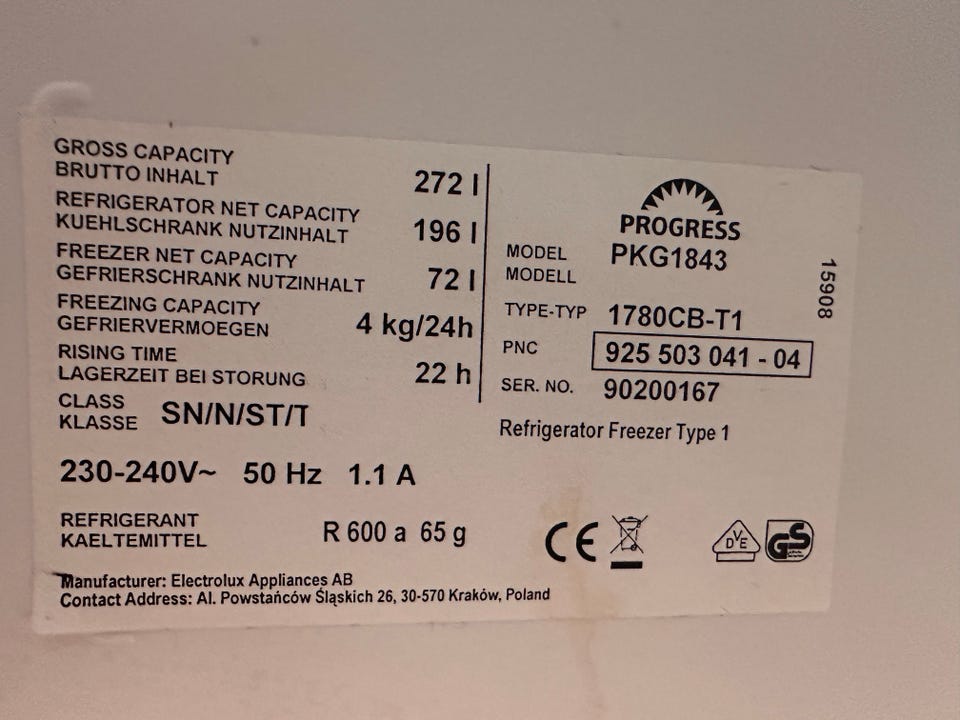 GROSS CAPACITY
BRUTTO INHALT 272 l
REFRIGERATOR NET CAPACITY
KUEHLSCHRANK NUTZINHALT 196 l
FREEZER NET CAPACITY
GEFRIERSCHRANK NUTZINHALT 72 l
FREEZING CAPACITY
GEFRIERVERMOEGEN 4 kg/24h
RISING TIME
LAGERZEIT BEI STORUNG 22 h
CLASS
KLASSE SN/N/ST/T
230-240V~ 50 Hz 1.1 A
REFRIGERANT
KAELTEMITTEL R 600 a 65 g
Manufacturer: Electrolux Appliances AB
Contact Address: Al. Powstańców Śląskich 26, 30-570 Kraków, Poland
PROGRESS
MODEL PKG1843
MODELL
TYPE-TYP 1780CB-T1
PNC 925 503 041 - 04
SER. NO. 90200167
Refrigerator Freezer Type 1
15908
CE
DVE
GS